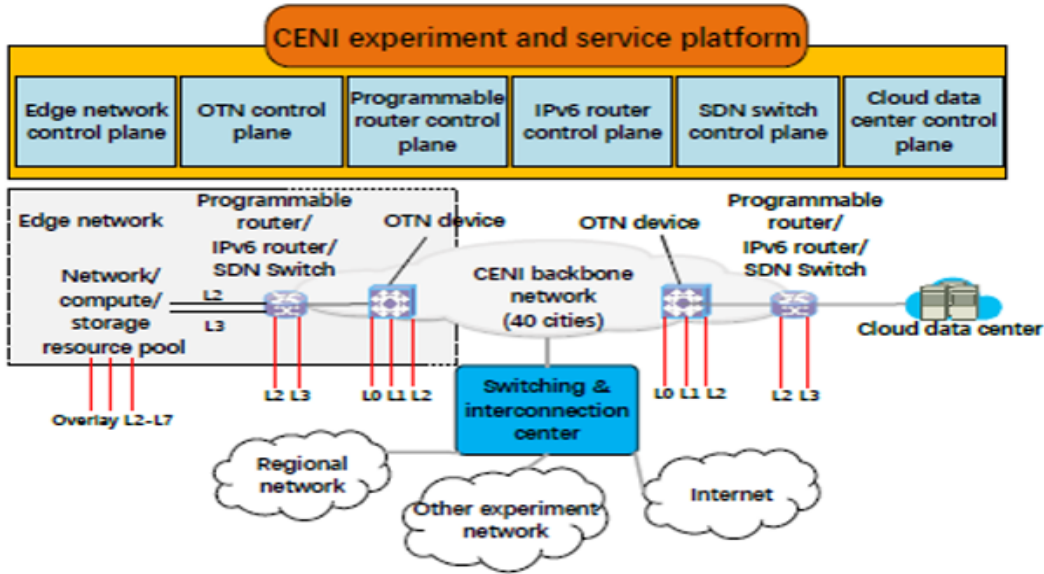 CENI experiment and service platform
Edge network
control plane
OTN control
plane
Programmable
router control
plane
IPv6 router
control plane
SDN switch
control plane
Cloud data
center control
plane
Edge network
Programmable
router/
IPv6 router/
SDN Switch
OTN device
OTN device
Programmable
router/
IPv6 router/
SDN Switch
Network/
compute/
storage
resource pool
L2
L3
CENI backbone
network
(40 cities)
Cloud data center
Overlay L2-L7
L2 L3
L0 L1 L2
L0 L1 L2
L2 L3
Switching &
interconnection
center
Regional
network
Other experiment
network
Internet